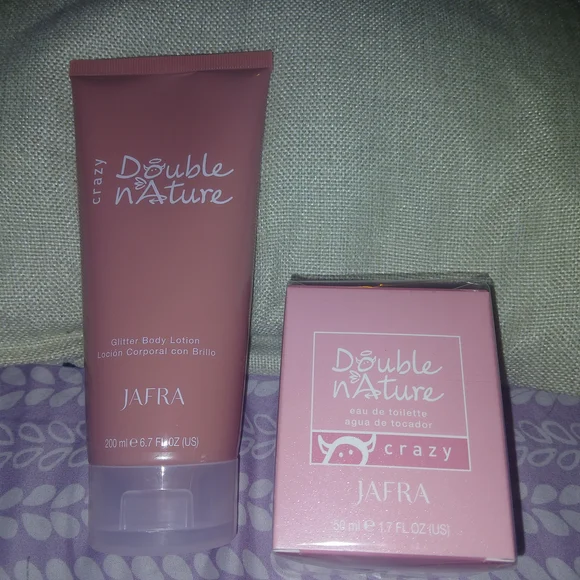 crazy
Double
nAture
Glitter Body Lotion
Loción Corporal con Brillo
JAFRA
200 ml e 6.7 Fl OZ (US)
Double
nAture
eau de toilette
agua de tocador
crazy
JAFRA
50 ml e 1.7 FL OZ (US)